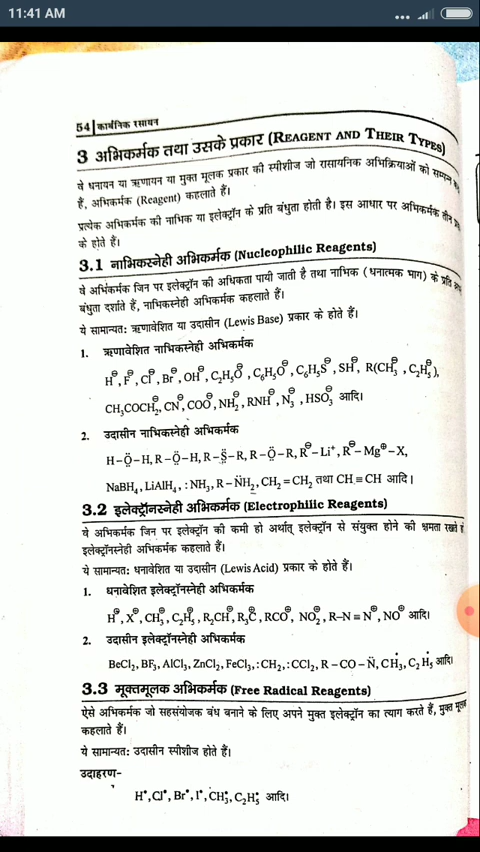 11:41 AM
54 | कार्बनिक रसायन
3 अभिकर्मक तथा उसके प्रकार (REAGENT AND THEIR TYPES)
वे धनायन या ऋणायन या मुक्त मूलक प्रकार की स्पीशीज जो रासायनिक अभिक्रियाओं को सम्पन्न
हैं, अभिकर्मक (Reagent) कहलाते हैं।
प्रत्येक अभिकर्मक की नाभिक या इलेक्ट्रॉन के प्रति बंधुता होती है। इस आधार पर अभिकर्मक तीन
के होते हैं।
3.1 नाभिकस्नेही अभिकर्मक (Nucleophilic Reagents)
वे अभिकर्मक जिन पर इलेक्ट्रॉन की अधिकता पायी जाती है तथा नाभिक (धनात्मक भाग) के प्रति
बंधुता दर्शाते हैं, नाभिकस्नेही अभिकर्मक कहलाते हैं।
ये सामान्यतः ऋणावेशित या उदासीन (Lewis Base) प्रकार के होते हैं।
1. ऋणावेशित नाभिकस्नेही अभिकर्मक
H⊖, F⊖, Cl⊖, Br⊖, OH⊖, C₂H₅O⊖, C₆H₅O⊖, C₆H₅S⊖, SH⊖, R(CH₃⊖, C₂H₅⊖),
CH₃COCH₂⊖, CN⊖, COO⊖, NH₂⊖, RNH⊖, N₃⊖, HSO₃⊖ आदि।
2. उदासीन नाभिकस्नेही अभिकर्मक
H–Ö–H, R–Ö–H, R–S̈–R, R–Ö–R, R⊖–Li⁺, R⊖–Mg⊕–X,
NaBH₄, LiAlH₄, :NH₃, R–N̈H₂, CH₂=CH₂ तथा CH≡CH आदि।
3.2 इलेक्ट्रॉनस्नेही अभिकर्मक (Electrophilic Reagents)
वे अभिकर्मक जिन पर इलेक्ट्रॉन की कमी हो अर्थात् इलेक्ट्रॉन से संयुक्त होने की क्षमता रखते
इलेक्ट्रॉनस्नेही अभिकर्मक कहलाते हैं।
ये सामान्यतः धनावेशित या उदासीन (Lewis Acid) प्रकार के होते हैं।
1. धनावेशित इलेक्ट्रॉनस्नेही अभिकर्मक
H⊕, X⊕, CH₃⊕, C₂H₅⊕, R₂CH⊕, R₃C⊕, RCO⊕, NO₂⊕, R–N≡N⊕, NO⊕ आदि।
2. उदासीन इलेक्ट्रॉनस्नेही अभिकर्मक
BeCl₂, BF₃, AlCl₃, ZnCl₂, FeCl₃, :CH₂, :CCl₂, R–CO–N̈, ĊH₃, C₂Ḣ₅ आदि।
3.3 मूक्तमूलक अभिकर्मक (Free Radical Reagents)
ऐसे अभिकर्मक जो सहसंयोजक बंध बनाने के लिए अपने मुक्त इलेक्ट्रॉन का त्याग करते हैं, मुक्त मूलक
कहलाते हैं।
ये सामान्यतः उदासीन स्पीशीज होते हैं।
उदाहरण–
H•, Cl•, Br•, I•, CH₃•, C₂H₅• आदि।